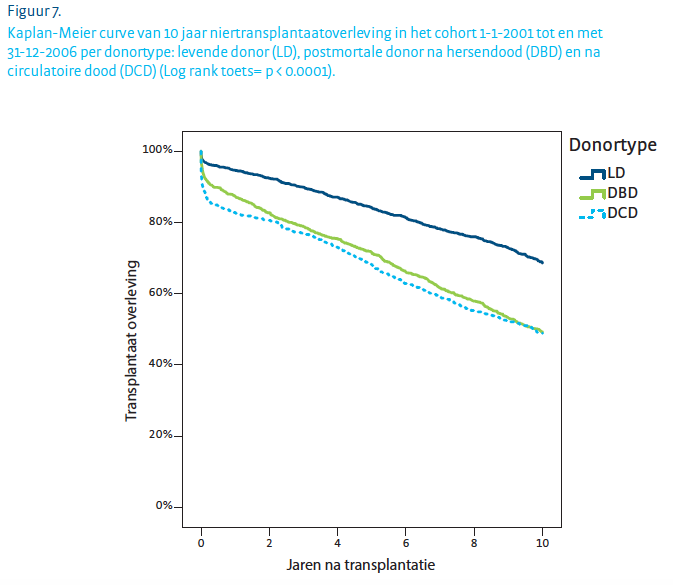 Figuur 7.
Kaplan-Meier curve van 10 jaar niertransplantaatoverleving in het cohort 1-1-2001 tot en met
31-12-2006 per donortype: levende donor (LD), postmortale donor na hersendood (DBD) en na
circulatoire dood (DCD) (Log rank toets= p < 0.0001).
Donortype
LD
DBD
DCD
Transplantaat overleving
100%
80%
60%
40%
20%
0%
0 2 4 6 8 10
Jaren na transplantatie